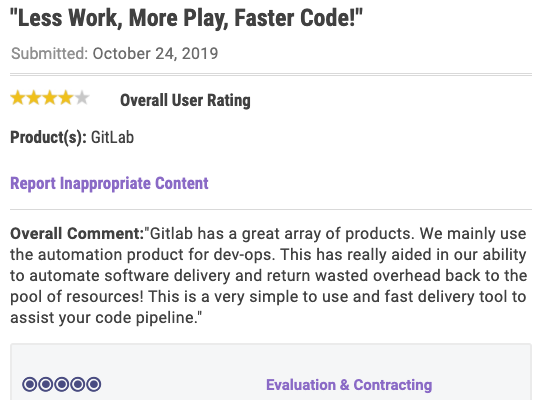 "Less Work, More Play, Faster Code!"
Submitted: October 24, 2019
Overall User Rating
Product(s): GitLab
Report Inappropriate Content
Overall Comment:"Gitlab has a great array of products. We mainly use
the automation product for dev-ops. This has really aided in our ability
to automate software delivery and return wasted overhead back to the
pool of resources! This is a very simple to use and fast delivery tool to
assist your code pipeline."
Evaluation & Contracting